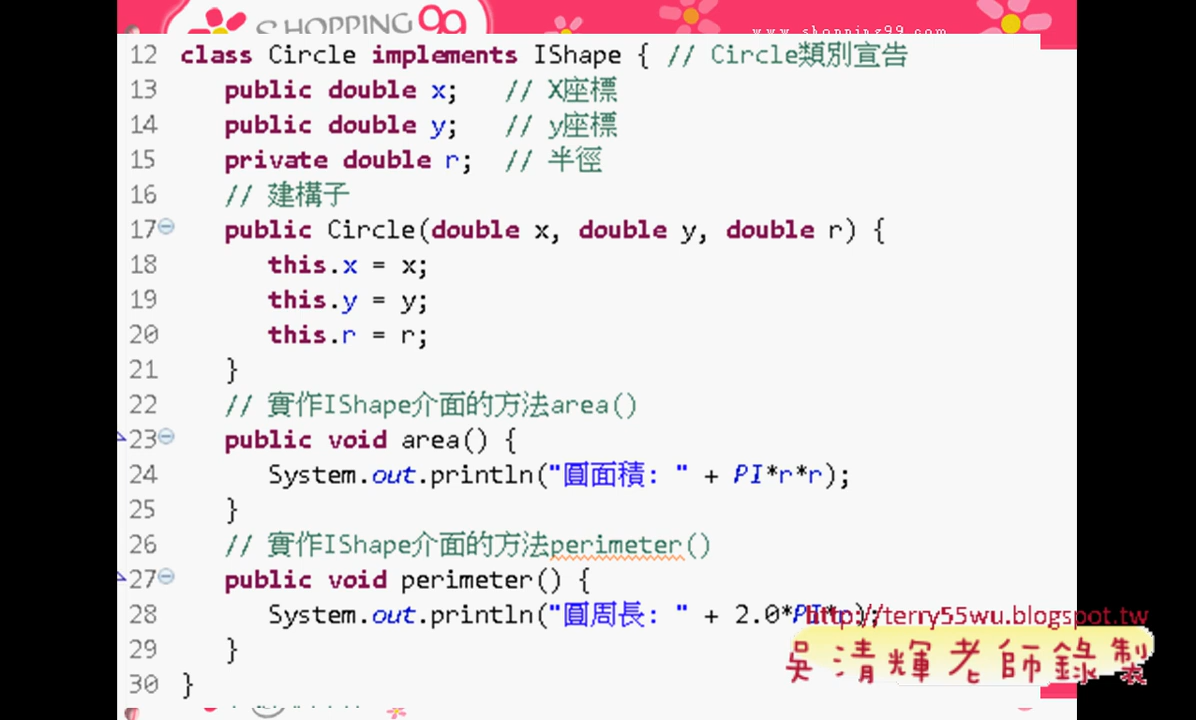 SHOPPING 99
www.shopping99.com
12 class Circle implements IShape { // Circle類別宣告
13 public double x; // X座標
14 public double y; // y座標
15 private double r; // 半徑
16 // 建構子
17 public Circle(double x, double y, double r) {
18 this.x = x;
19 this.y = y;
20 this.r = r;
21 }
22 // 實作IShape介面的方法area()
23 public void area() {
24 System.out.println("圓面積: " + PI*r*r);
25 }
26 // 實作IShape介面的方法perimeter()
27 public void perimeter() {
28 System.out.println("圓周長: " + 2.0*PI*r);
http://terry55wu.blogspot.tw
29 }
吳清輝老師錄製
30 }